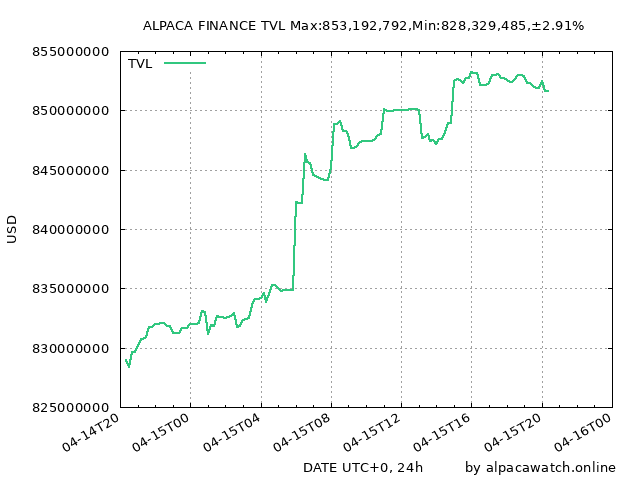 ALPACA FINANCE TVL Max:853,192,792,Min:828,329,485,±2.91%
TVL
855000000
850000000
845000000
840000000
835000000
830000000
825000000
USD
04-14T20
04-15T00
04-15T04
04-15T08
04-15T12
04-15T16
04-15T20
04-16T00
DATE UTC+0, 24h
by alpacawatch.online